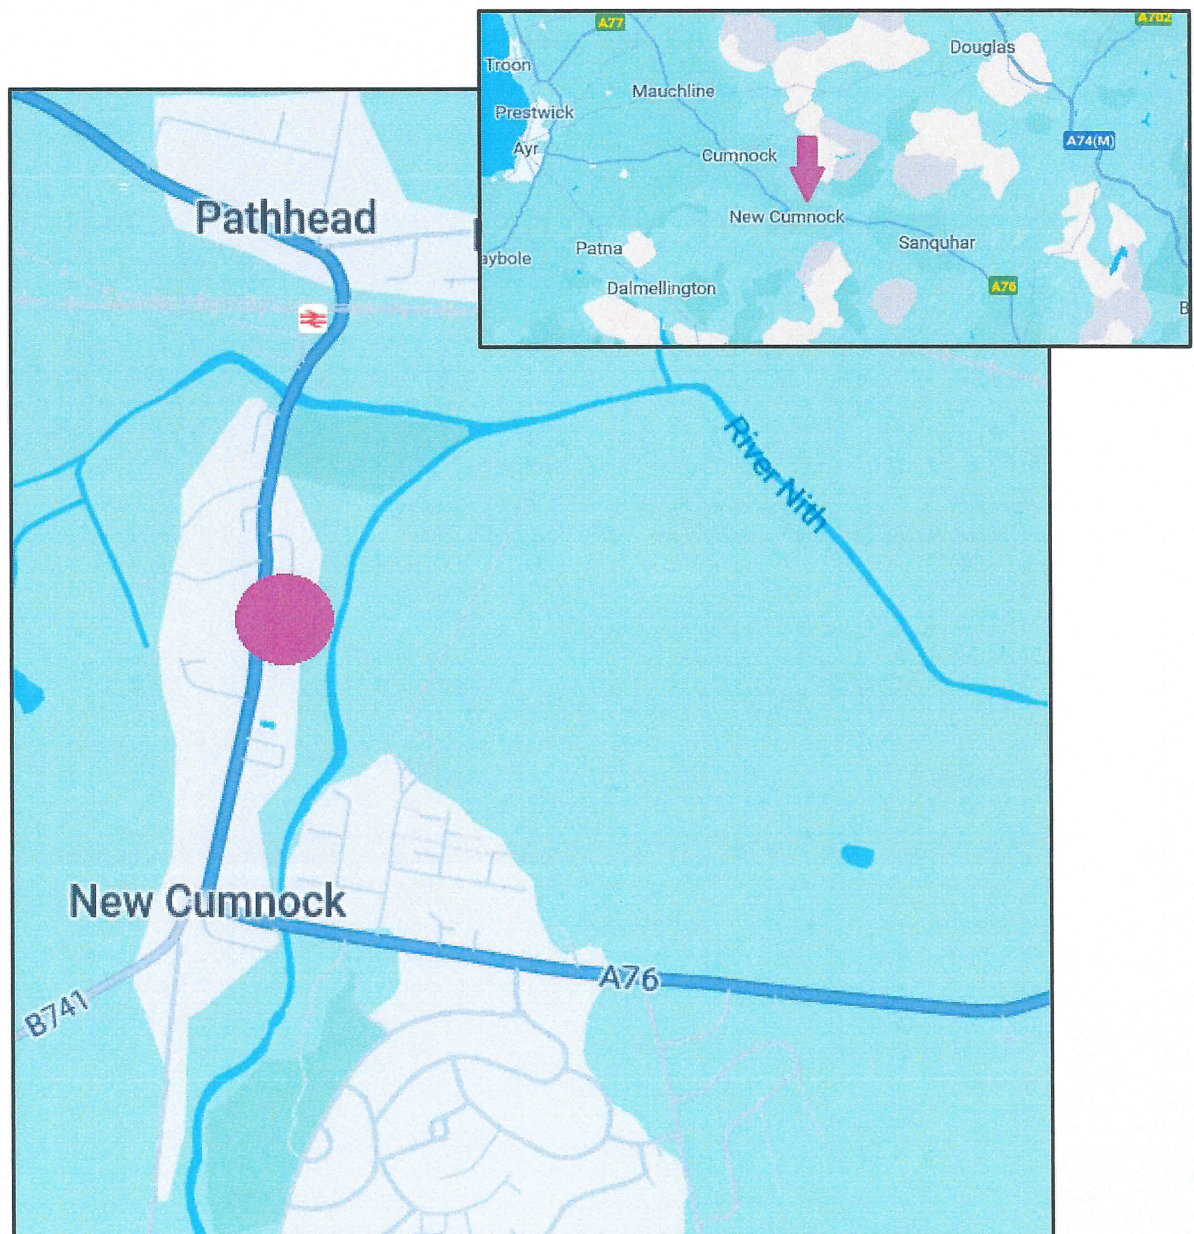 A77
A702
Douglas
Troon
Mauchline
Prestwick
A74(M)
Ayr
Cumnock
New Cumnock
Sanquhar
Patna
aybole
Dalmellington
A76
B
Pathhead
River Nith
New Cumnock
A76
B741